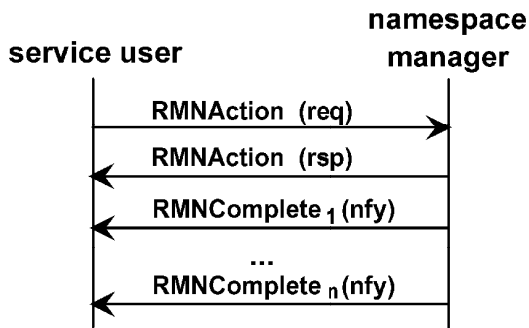 service user
namespace
manager
RMNAction (req)
RMNAction (rsp)
RMNComplete 1 (nfy)
...
RMNComplete n (nfy)